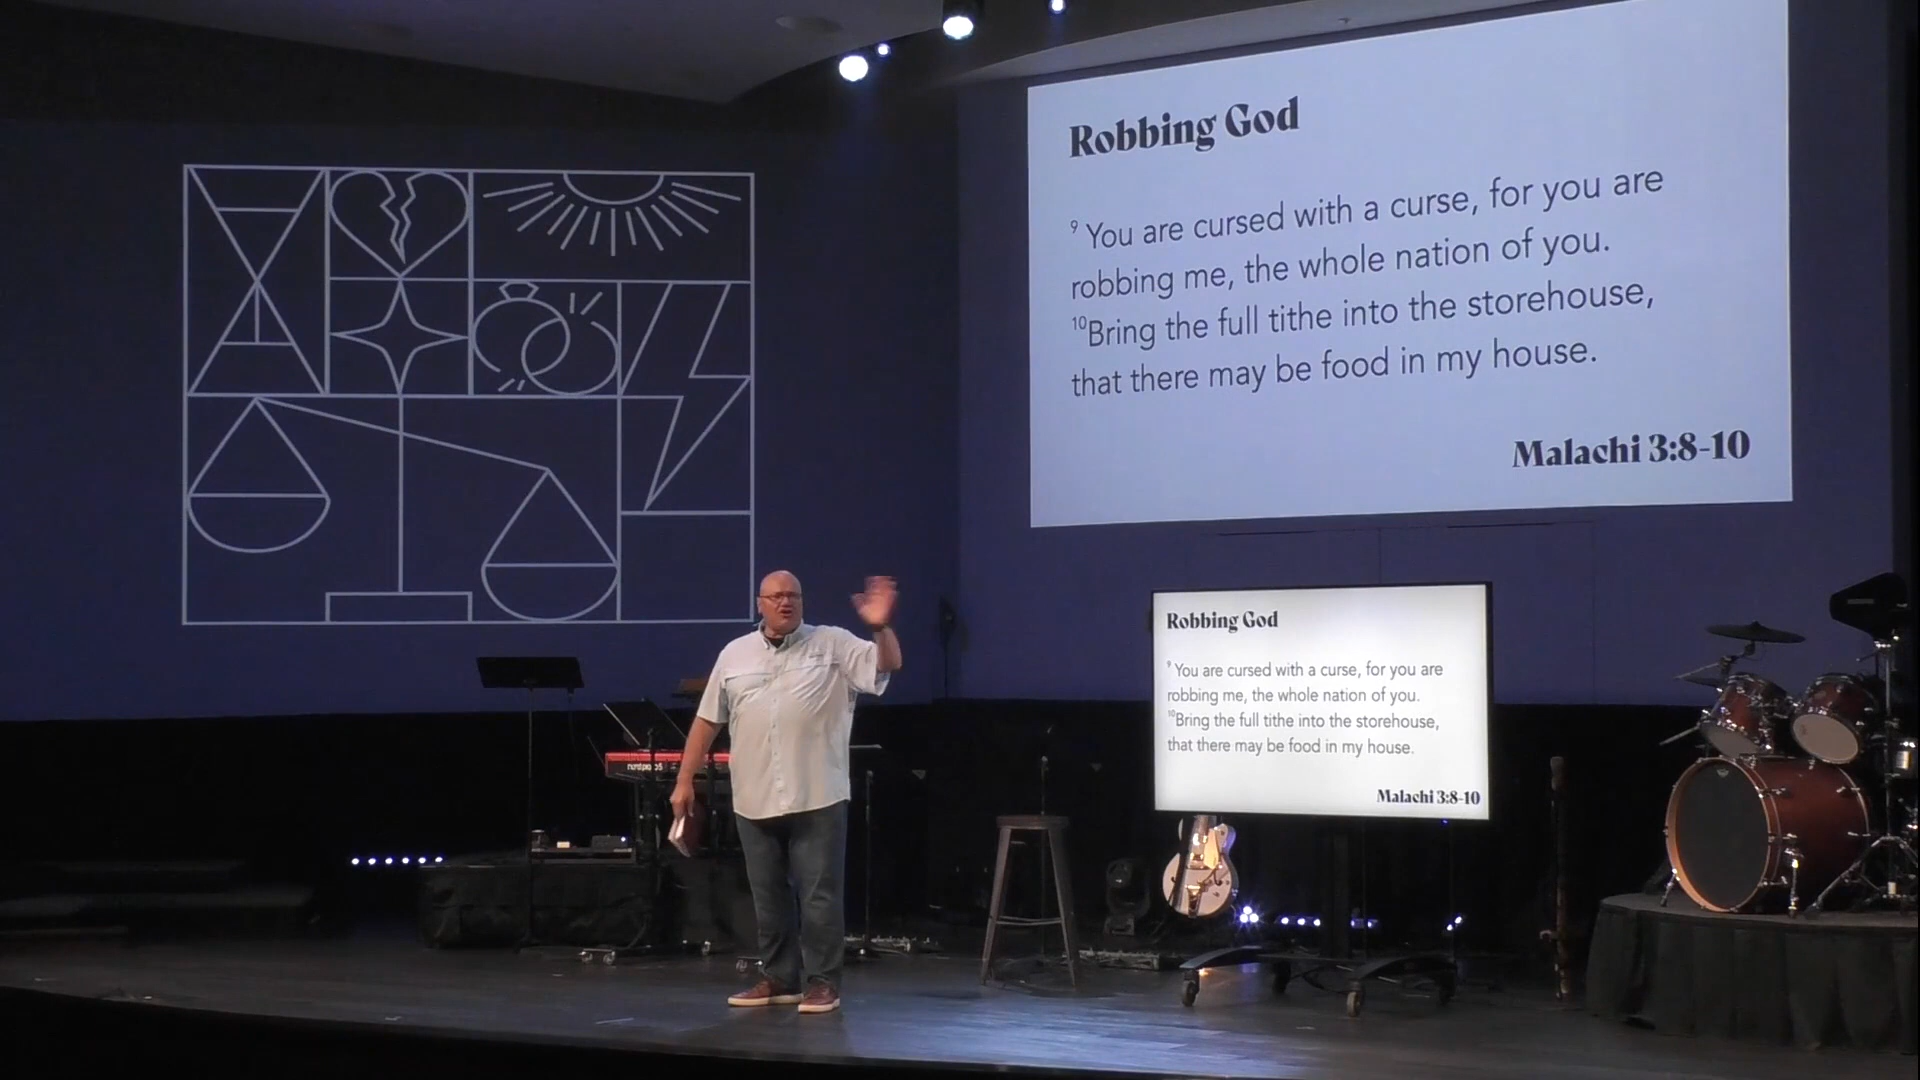 Robbing God
⁹ You are cursed with a curse, for you are
robbing me, the whole nation of you.
¹⁰Bring the full tithe into the storehouse,
that there may be food in my house.
Malachi 3:8-10
Robbing God
⁹ You are cursed with a curse, for you are
robbing me, the whole nation of you.
¹⁰Bring the full tithe into the storehouse,
that there may be food in my house.
Malachi 3:8-10